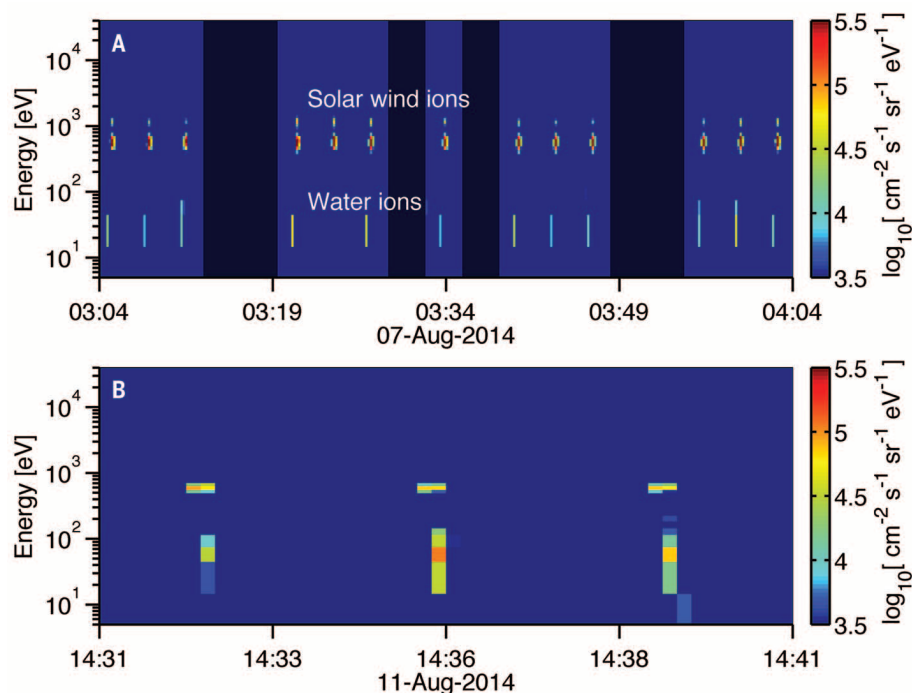 A
Solar wind ions
Water ions
Energy [eV]
10^4
10^3
10^2
10^1
03:04 03:19 03:34 03:49 04:04
07-Aug-2014
5.5
5
4.5
4
3.5
log10[ cm^-2 s^-1 sr^-1 eV^-1]
B
Energy [eV]
10^4
10^3
10^2
10^1
14:31 14:33 14:36 14:38 14:41
11-Aug-2014
5.5
5
4.5
4
3.5
log10[ cm^-2 s^-1 sr^-1 eV^-1]